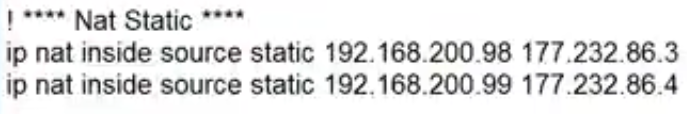 ! **** Nat Static ****
ip nat inside source static 192.168.200.98 177.232.86.3
ip nat inside source static 192.168.200.99 177.232.86.4